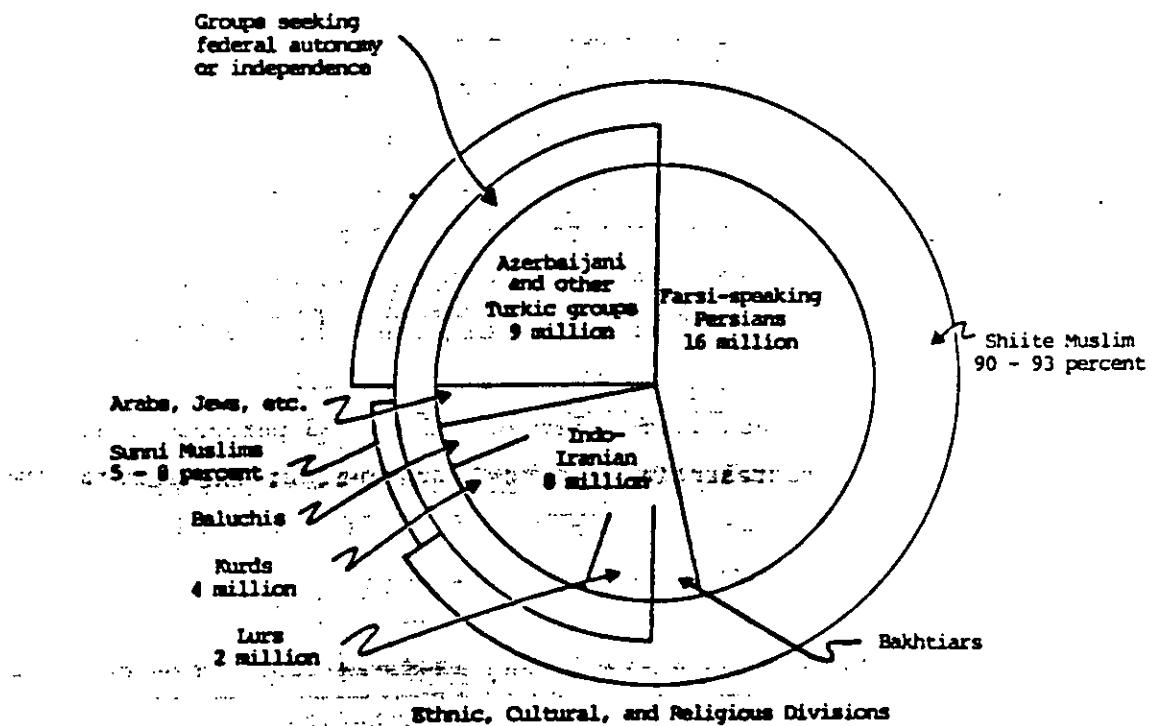 Groups seeking
federal autonomy
or independence
Azerbaijani
and other
Turkic groups
9 million
Farsi-speaking
Persians
16 million
Shiite Muslim
90 - 93 percent
Arabs, Jews, etc.
Sunni Muslims
5 - 8 percent
Indo-
Iranian
8 million
Baluchis
Kurds
4 million
Lurs
2 million
Bakhtiars
Ethnic, Cultural, and Religious Divisions